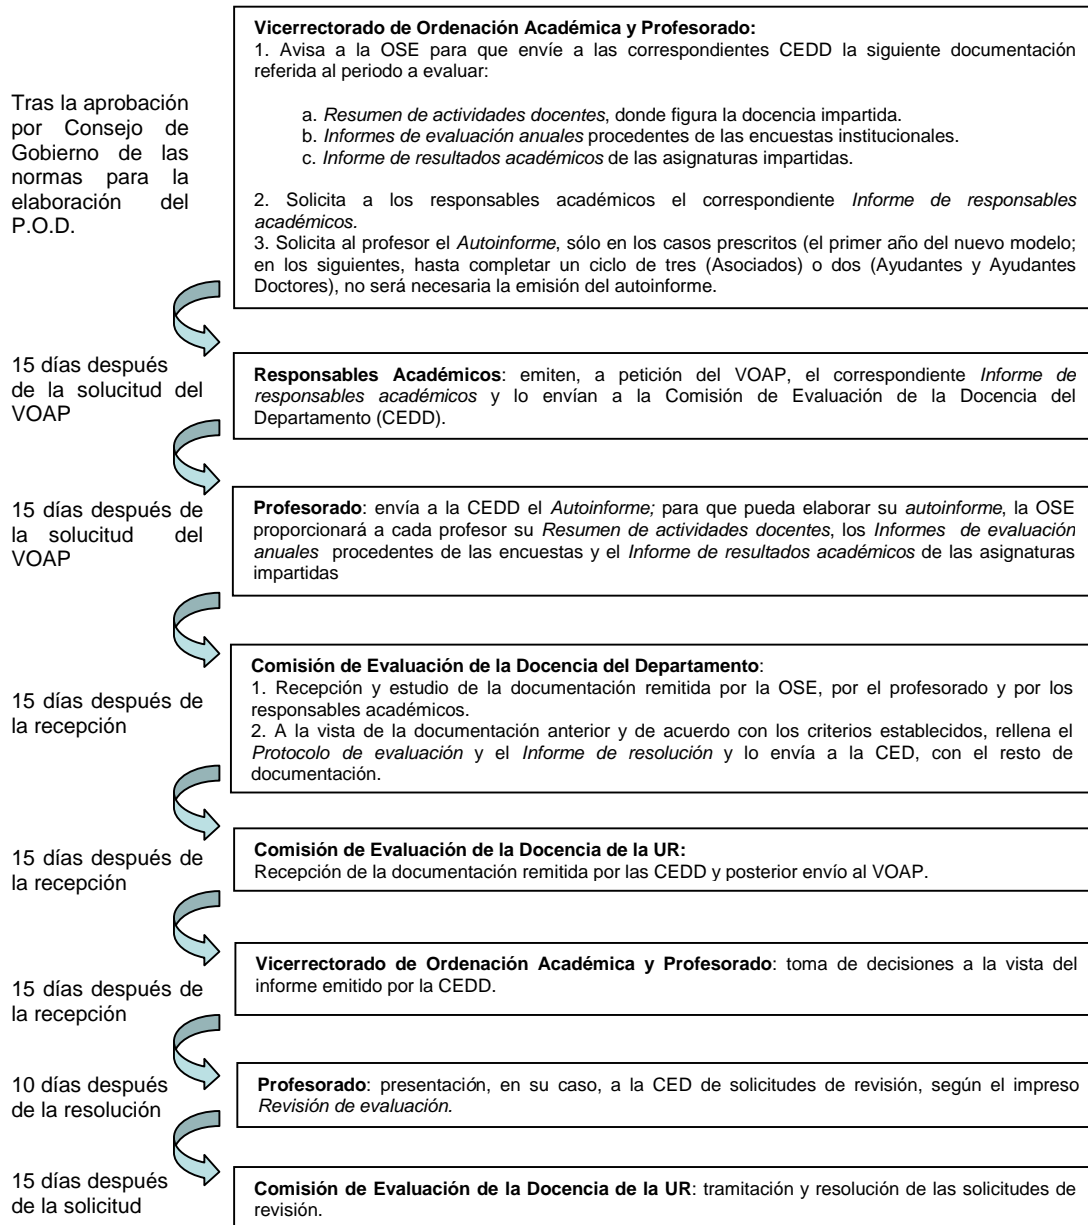 Vicerrectorado de Ordenación Académica y Profesorado:
1. Avisa a la OSE para que envíe a las correspondientes CEDD la siguiente documentación
referida al periodo a evaluar:
a. Resumen de actividades docentes, donde figura la docencia impartida.
b. Informes de evaluación anuales procedentes de las encuestas institucionales.
c. Informe de resultados académicos de las asignaturas impartidas.
2. Solicita a los responsables académicos el correspondiente Informe de responsables
académicos.
3. Solicita al profesor el Autoinforme, sólo en los casos prescritos (el primer año del nuevo modelo;
en los siguientes, hasta completar un ciclo de tres (Asociados) o dos (Ayudantes y Ayudantes
Doctores), no será necesaria la emisión del autoinforme.
Tras la aprobación
por Consejo de
Gobierno de las
normas para la
elaboración del
P.O.D.
15 días después
de la solucitud del
VOAP
Responsables Académicos: emiten, a petición del VOAP, el correspondiente Informe de
responsables académicos y lo envían a la Comisión de Evaluación de la Docencia del
Departamento (CEDD).
15 días después de
la solucitud del
VOAP
Profesorado: envía a la CEDD el Autoinforme; para que pueda elaborar su autoinforme, la OSE
proporcionará a cada profesor su Resumen de actividades docentes, los Informes de evaluación
anuales procedentes de las encuestas y el Informe de resultados académicos de las asignaturas
impartidas
15 días después de
la recepción
Comisión de Evaluación de la Docencia del Departamento:
1. Recepción y estudio de la documentación remitida por la OSE, por el profesorado y por los
responsables académicos.
2. A la vista de la documentación anterior y de acuerdo con los criterios establecidos, rellena el
Protocolo de evaluación y el Informe de resolución y lo envía a la CED, con el resto de
documentación.
15 días después de
la recepción
Comisión de Evaluación de la Docencia de la UR:
Recepción de la documentación remitida por las CEDD y posterior envío al VOAP.
15 días después de
la recepción
Vicerrectorado de Ordenación Académica y Profesorado: toma de decisiones a la vista del
informe emitido por la CEDD.
10 días después
de la resolución
Profesorado: presentación, en su caso, a la CED de solicitudes de revisión, según el impreso
Revisión de evaluación.
15 días después
de la solicitud
Comisión de Evaluación de la Docencia de la UR: tramitación y resolución de las solicitudes de
revisión.